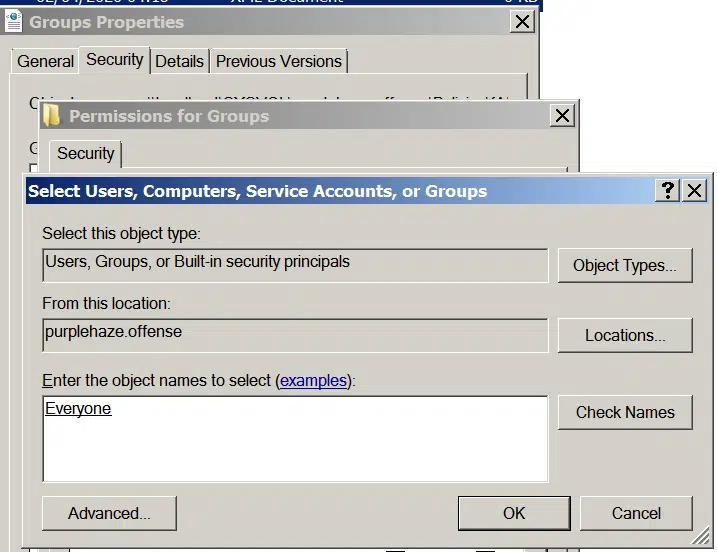 Groups Properties
General Security Details Previous Versions
Permissions for Groups
Security
Select Users, Computers, Service Accounts, or Groups
Select this object type:
Users, Groups, or Built-in security principals
Object Types...
From this location:
purplehaze.offense
Locations...
Enter the object names to select (examples):
Everyone
Check Names
Advanced...
OK
Cancel